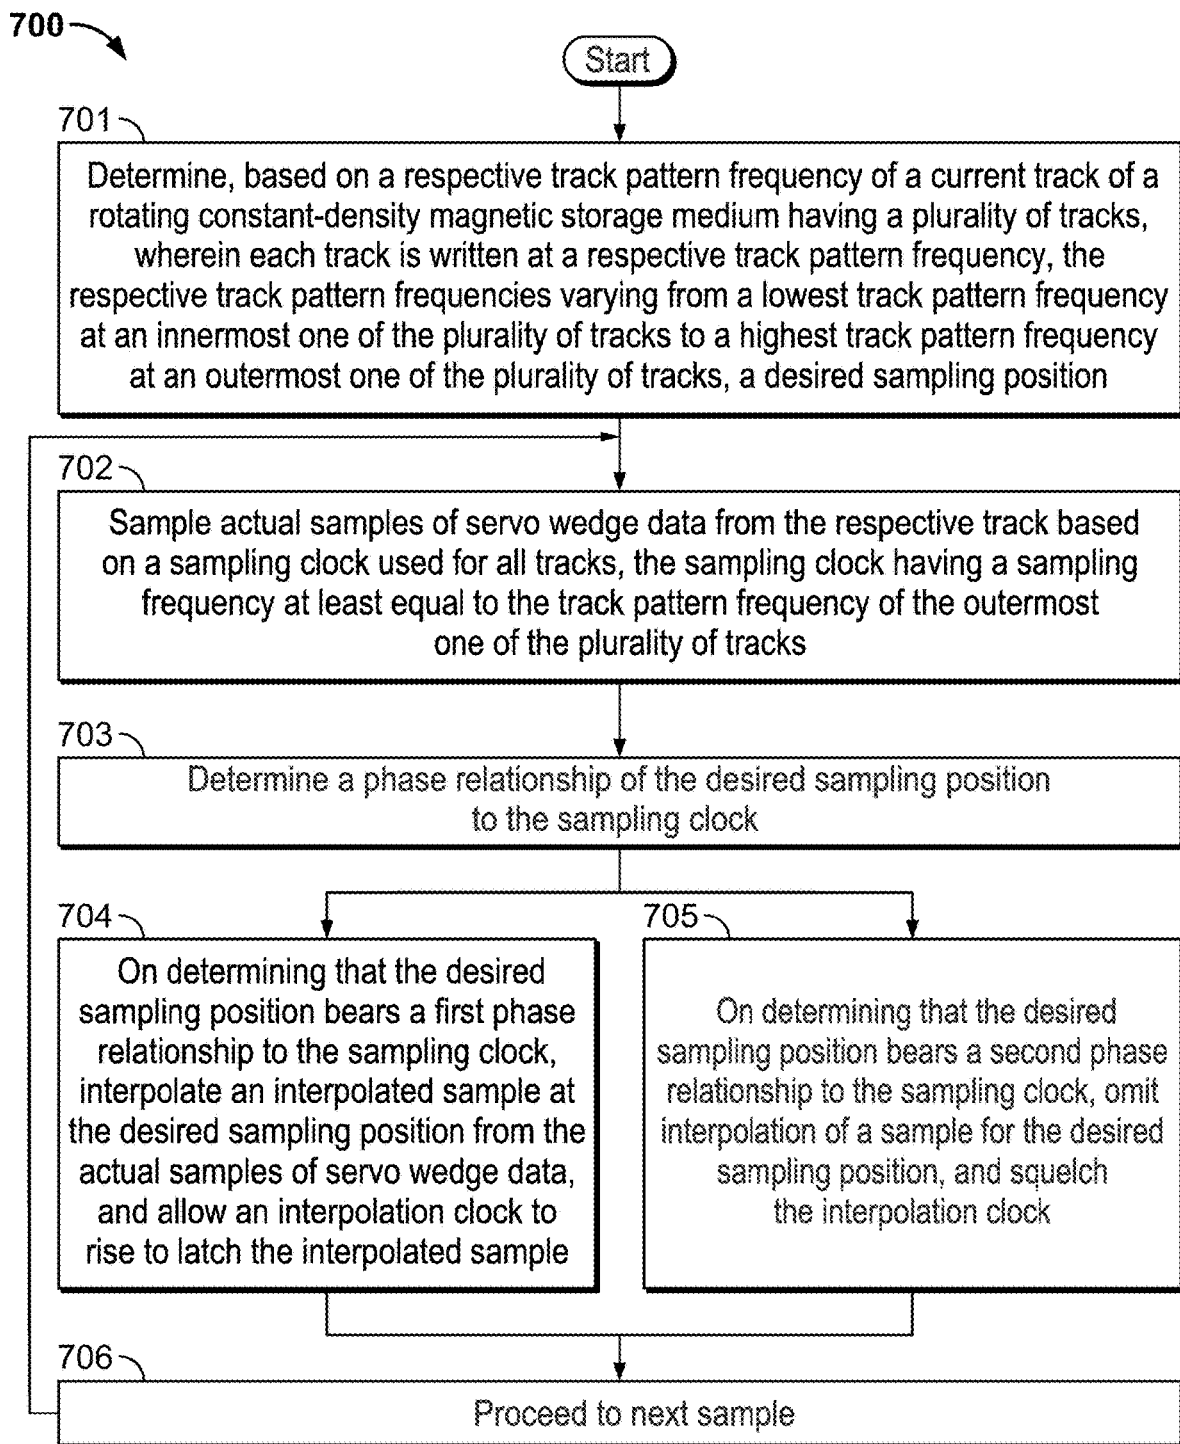 700
Start
701
Determine, based on a respective track pattern frequency of a current track of a
rotating constant-density magnetic storage medium having a plurality of tracks,
wherein each track is written at a respective track pattern frequency, the
respective track pattern frequencies varying from a lowest track pattern frequency
at an innermost one of the plurality of tracks to a highest track pattern frequency
at an outermost one of the plurality of tracks, a desired sampling position
702
Sample actual samples of servo wedge data from the respective track based
on a sampling clock used for all tracks, the sampling clock having a sampling
frequency at least equal to the track pattern frequency of the outermost
one of the plurality of tracks
703
Determine a phase relationship of the desired sampling position
to the sampling clock
704
On determining that the desired
sampling position bears a first phase
relationship to the sampling clock,
interpolate an interpolated sample at
the desired sampling position from the
actual samples of servo wedge data,
and allow an interpolation clock to
rise to latch the interpolated sample
705
On determining that the desired
sampling position bears a second phase
relationship to the sampling clock, omit
interpolation of a sample for the desired
sampling position, and squelch
the interpolation clock
706
Proceed to next sample